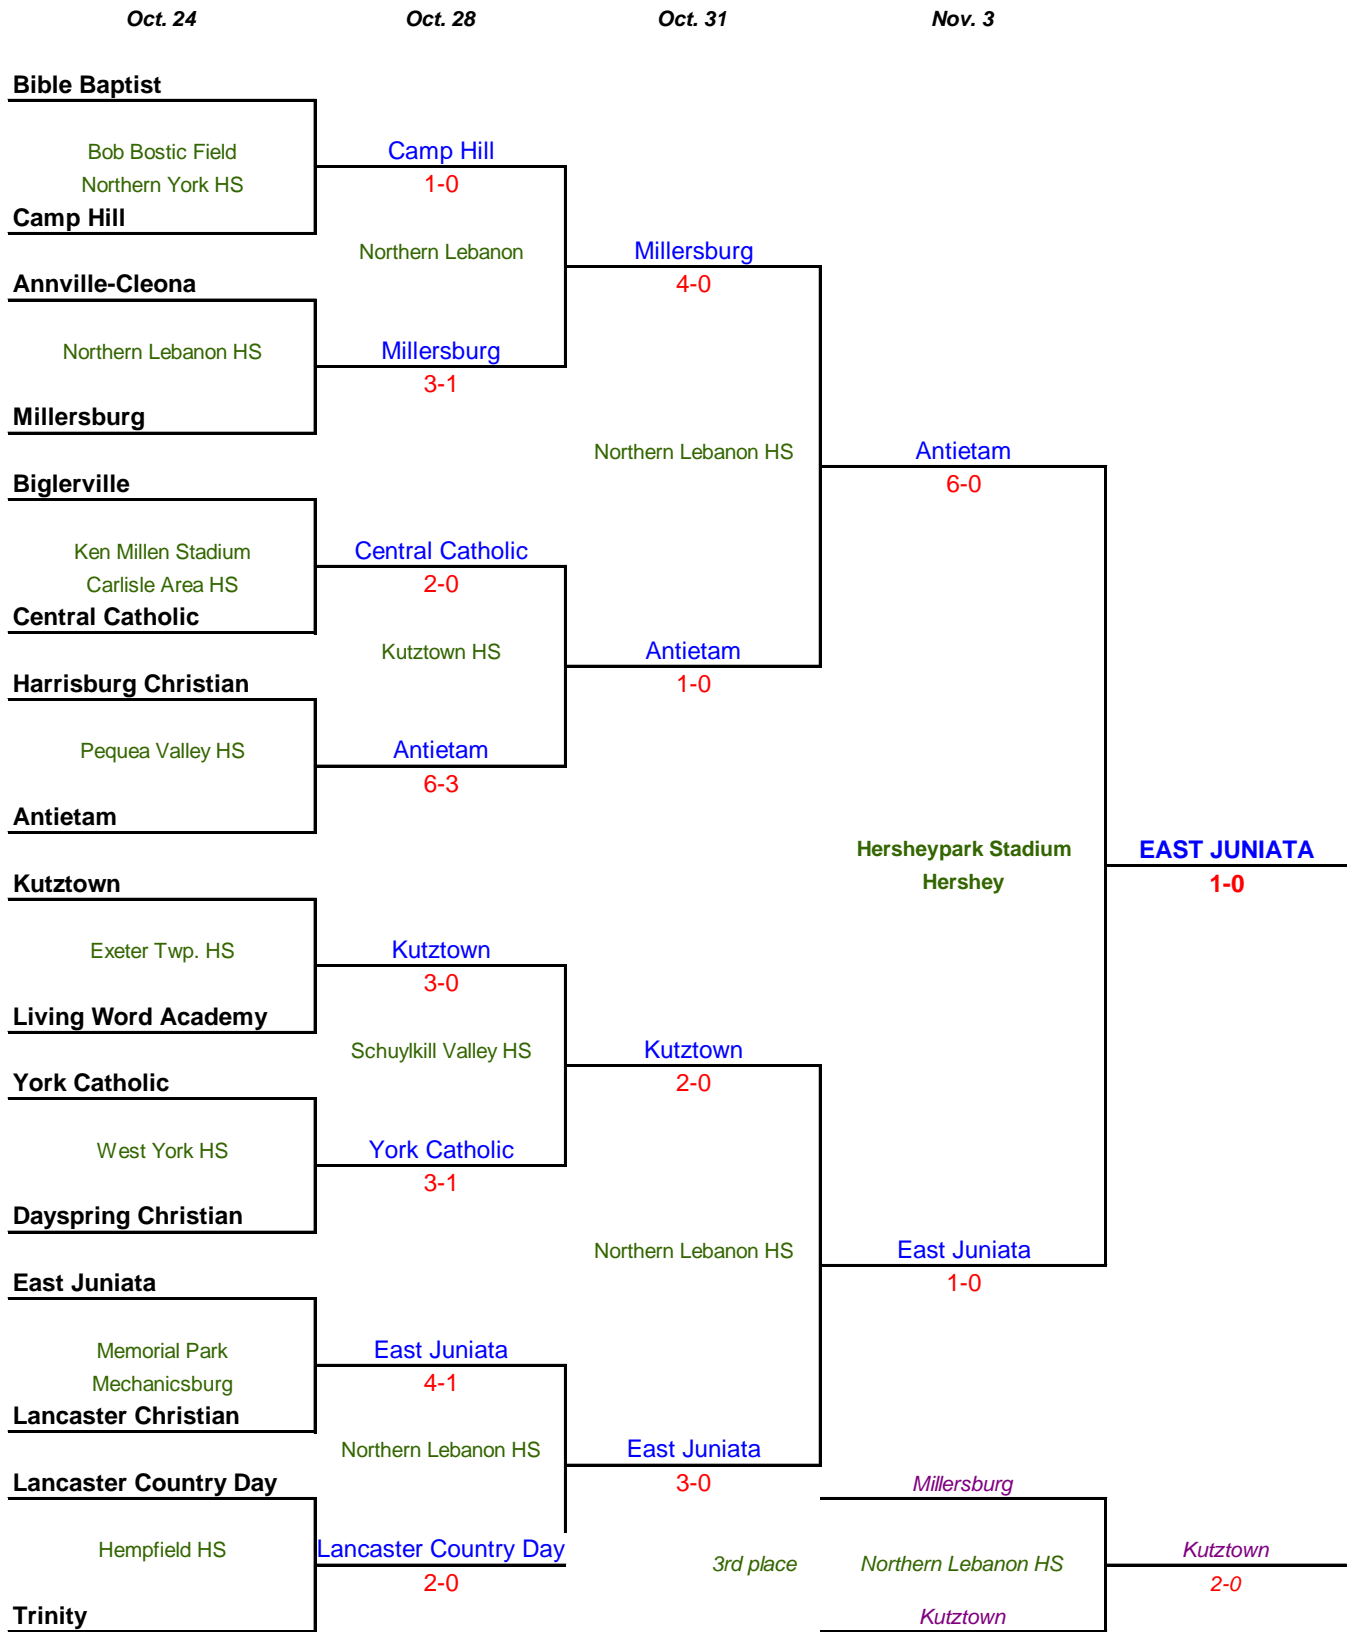 Oct. 24 Oct. 28 Oct. 31 Nov. 3
Bible Baptist
Bob Bostic Field Camp Hill
Northern York HS 1-0
Camp Hill
Northern Lebanon Millersburg
Annville-Cleona 4-0
Northern Lebanon HS Millersburg
3-1
Millersburg
Northern Lebanon HS Antietam
Biglerville 6-0
Ken Millen Stadium Central Catholic
Carlisle Area HS 2-0
Central Catholic
Kutztown HS Antietam
Harrisburg Christian 1-0
Pequea Valley HS Antietam
6-3
Antietam
Hersheypark Stadium EAST JUNIATA
Kutztown Hershey 1-0
Exeter Twp. HS Kutztown
3-0
Living Word Academy
Schuylkill Valley HS Kutztown
York Catholic 2-0
West York HS York Catholic
3-1
Dayspring Christian
Northern Lebanon HS East Juniata
East Juniata 1-0
Memorial Park East Juniata
Mechanicsburg 4-1
Lancaster Christian
Northern Lebanon HS East Juniata
Lancaster Country Day 3-0 Millersburg
Hempfield HS Lancaster Country Day 3rd place Northern Lebanon HS Kutztown
2-0 2-0
Trinity Kutztown